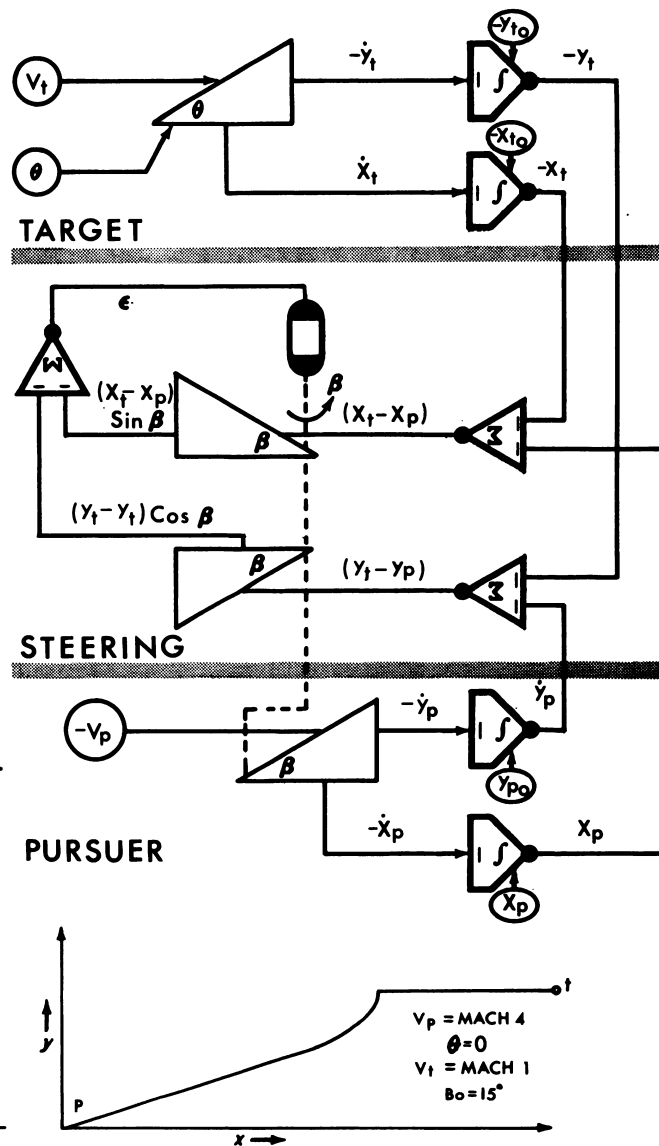 -yto
Vt
-ẏt
-yt
ʃ
θ
-Xto
θ
Ẋt
-Xt
ʃ
TARGET
ϵ
Σ
(Xt-Xp)
Sin β
β
(Xt-Xp)
β
Σ
(yt-yt) Cos β
β
(yt-yp)
Σ
STEERING
-Vp
-ẏp
ẏp
ʃ
β
ypo
-Ẋp
Xp
ʃ
PURSUER
Xp
t
Vp = MACH 4
θ=0
Vt = MACH 1
Bo = 15°
y
P
x